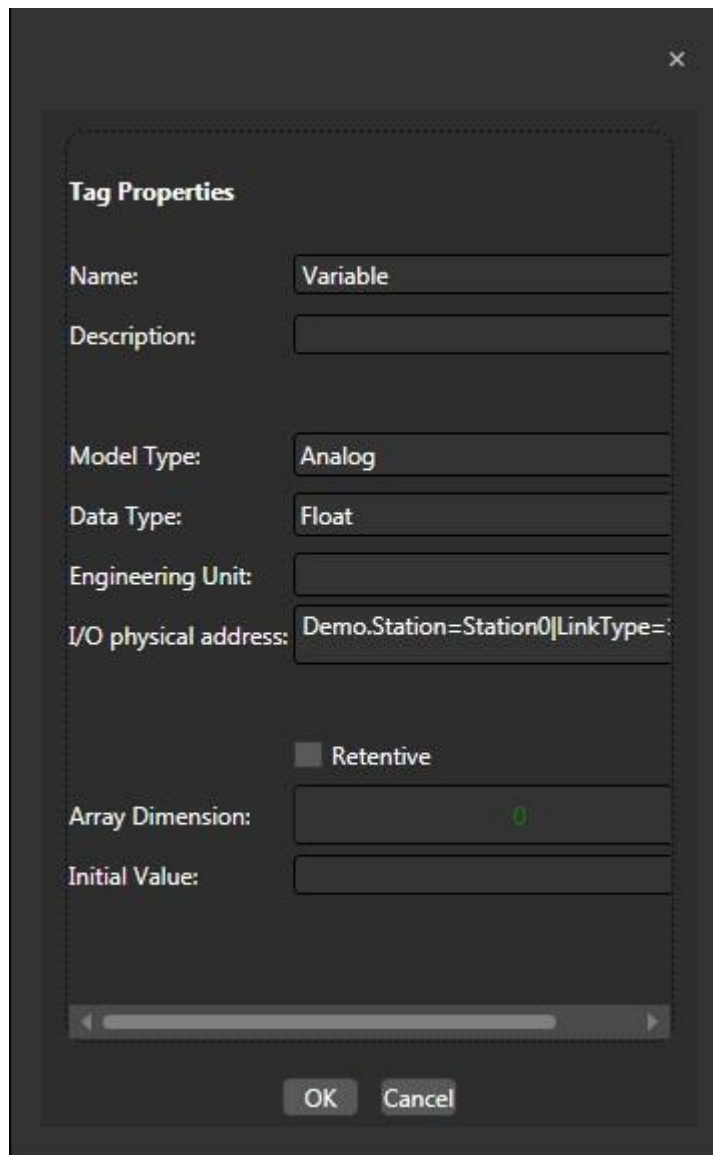 Tag Properties
Name: Variable
Description:
Model Type: Analog
Data Type: Float
Engineering Unit:
I/O physical address: Demo.Station=Station0|LinkType=
Retentive
Array Dimension: 0
Initial Value:
OK Cancel